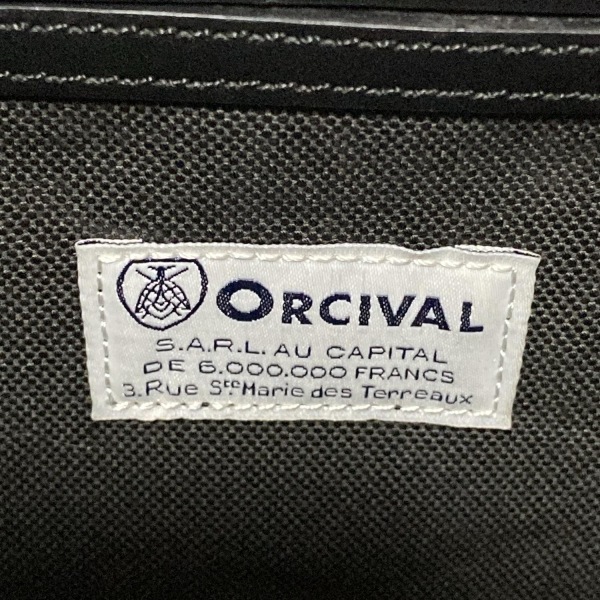 ORCIVAL
S.A.R.L. AU CAPITAL
DE 6.000.000 FRANCS
3. Rue Ste Marie des Terreaux